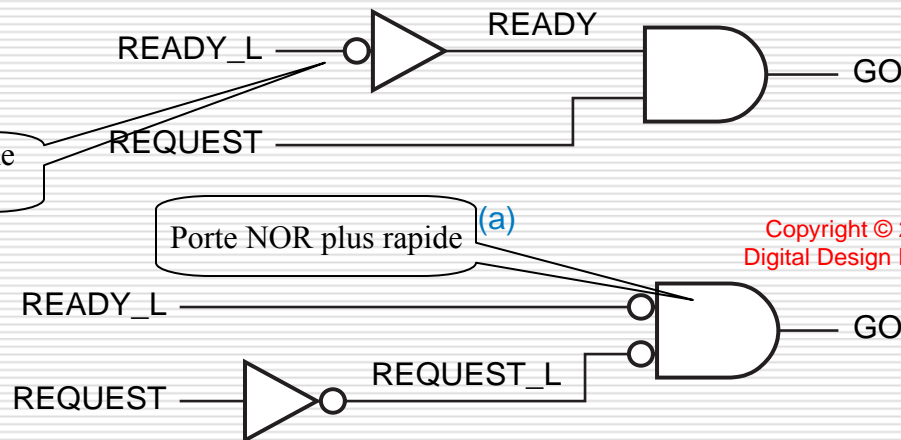 READY
READY_L
GO
REQUEST
Porte NOR plus rapide
(a)
Copyright ©
Digital Design
READY_L
GO
REQUEST_L
REQUEST